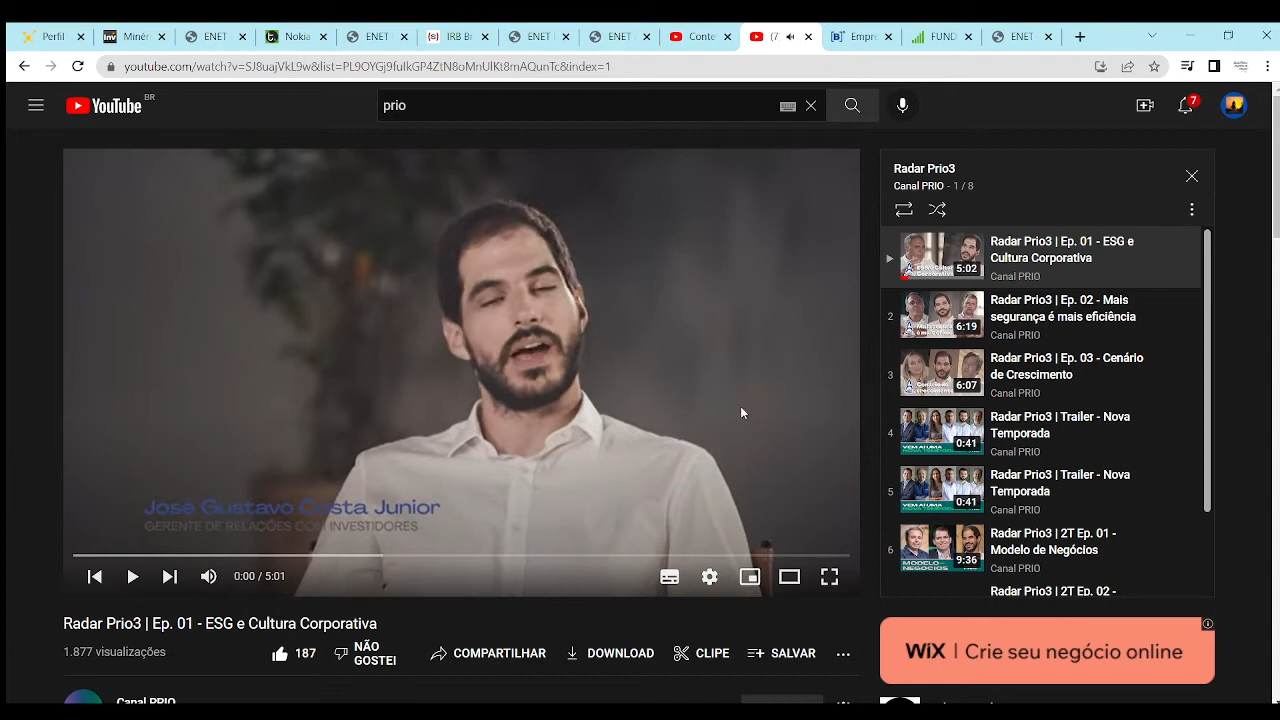 Perfil
Minéri
ENET
Nokia
ENET
IRB Br
ENET
ENET
Conte
(7
Empre
FUND
ENET
youtube.com/watch?v=SJ8uajVkL9w&list=PL9OYGj9fulkGP4ZtN8oMnUlKt8mAQunTc&index=1
YouTube
BR
prio
7
Radar Prio3
Canal PRIO - 1 / 8
Radar Prio3 | Ep. 01 - ESG e
Cultura Corporativa
Canal PRIO
5:02
2
Radar Prio3 | Ep. 02 - Mais
segurança é mais eficiência
Canal PRIO
6:19
3
Radar Prio3 | Ep. 03 - Cenário
de Crescimento
Canal PRIO
6:07
4
Radar Prio3 | Trailer - Nova
Temporada
Canal PRIO
0:41
5
Radar Prio3 | Trailer - Nova
Temporada
Canal PRIO
0:41
6
Radar Prio3 | 2T Ep. 01 -
Modelo de Negócios
Canal PRIO
9:36
Radar Prio3 | 2T Ep. 02 -
José Gustavo Costa Junior
GERENTE DE RELAÇÕES COM INVESTIDORES
0:00 / 5:01
Radar Prio3 | Ep. 01 - ESG e Cultura Corporativa
1.877 visualizações
187
NÃO
GOSTEI
COMPARTILHAR
DOWNLOAD
CLIPE
SALVAR
WiX | Crie seu negócio online
Canal PRIO